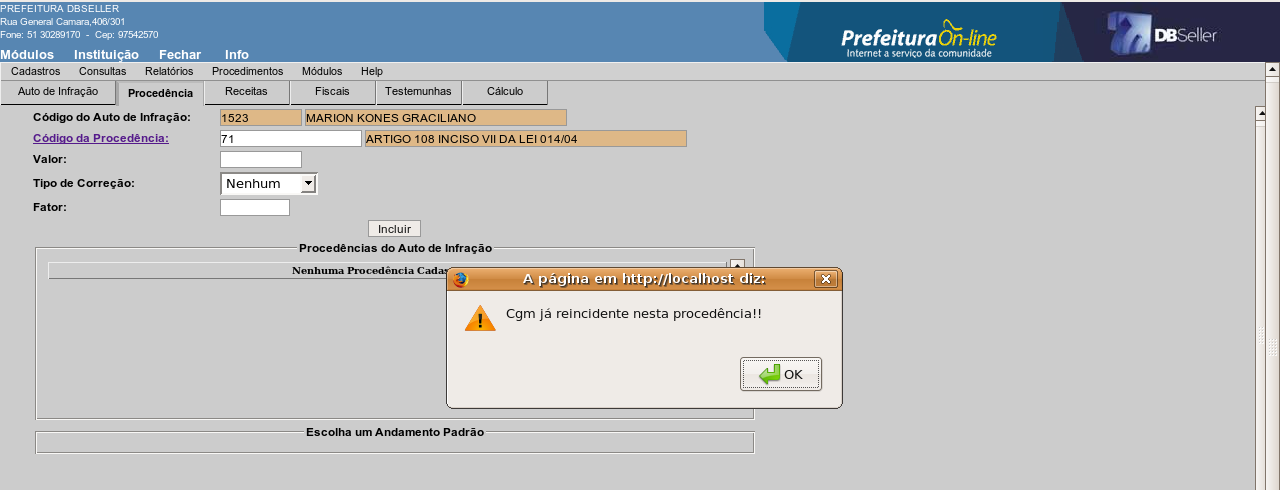 PREFEITURA DBSELLER
Rua General Camara,406/301
Fone: 51 30289170 - Cep: 97542570
Módulos Instituição Fechar Info
PrefeituraOn-line
Internet a serviço da comunidade
DBSeller
Cadastros Consultas Relatórios Procedimentos Módulos Help
Auto de Infração Procedência Receitas Fiscais Testemunhas Cálculo
Código do Auto de Infração: 1523 MARION KONES GRACILIANO
Código da Procedência: 71 ARTIGO 108 INCISO VII DA LEI 014/04
Valor:
Tipo de Correção: Nenhum
Fator:
Incluir
Procedências do Auto de Infração
Nenhuma Procedência Cadas
A página em http://localhost diz:
Cgm já reincidente nesta procedência!!
OK
Escolha um Andamento Padrão